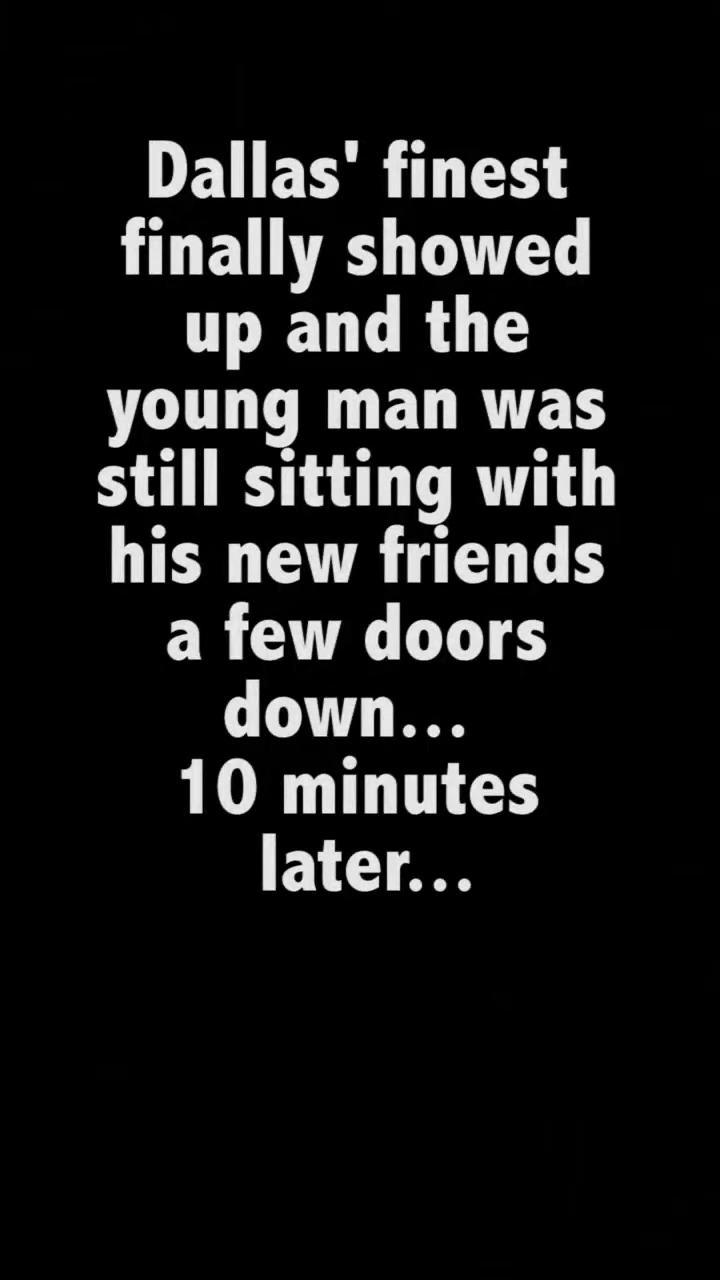 Dallas' finest
finally showed
up and the
young man was
still sitting with
his new friends
a few doors
down...
10 minutes
later...